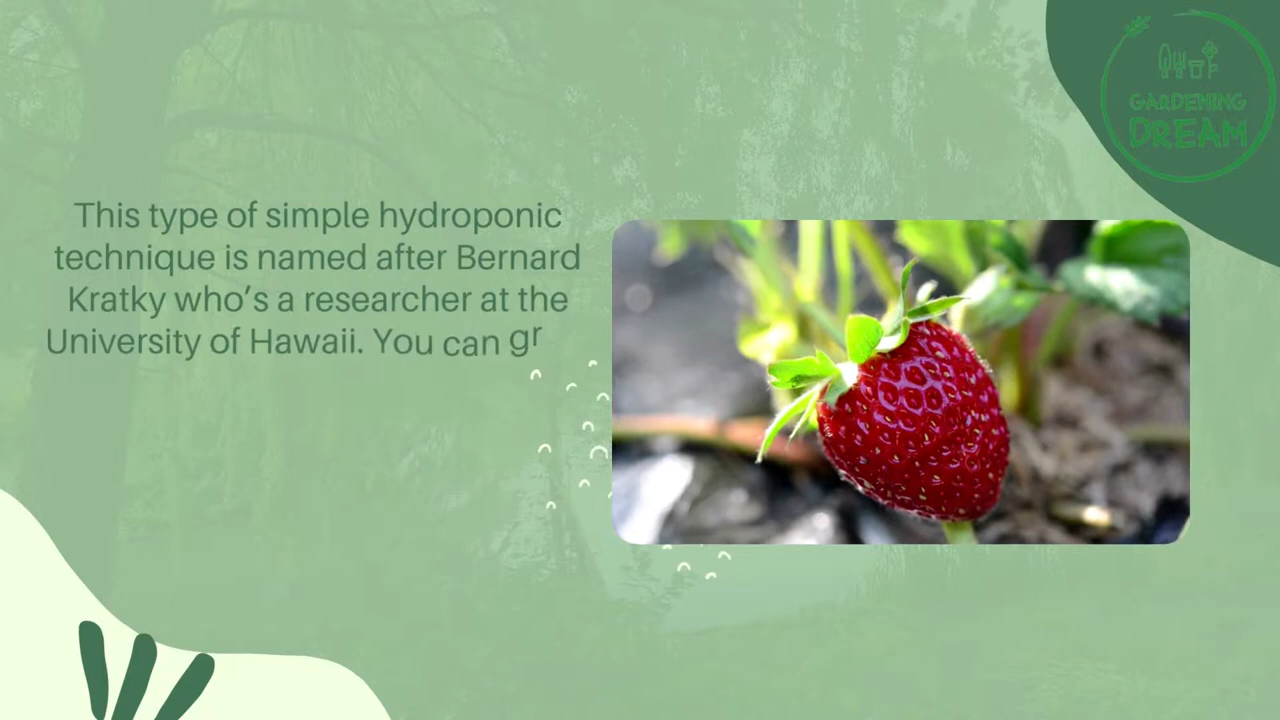 This type of simple hydroponic
technique is named after Bernard
Kratky who’s a researcher at the
University of Hawaii. You can gr
GARDENING
DREAM